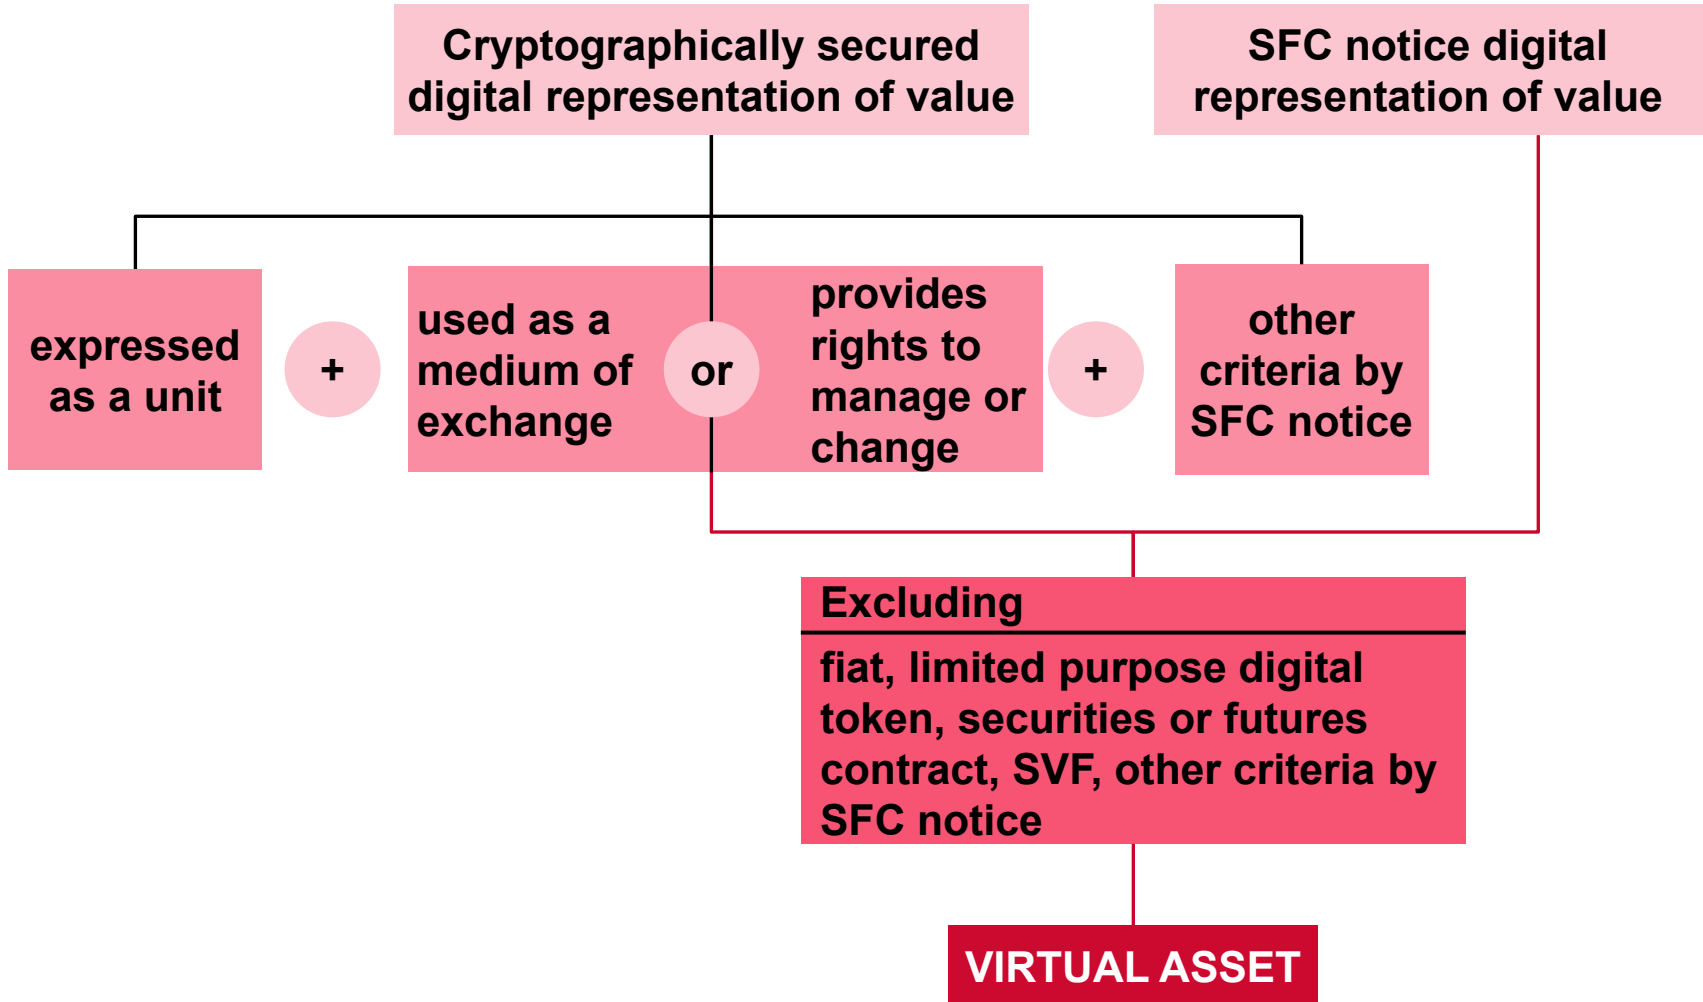 Cryptographically secured
digital representation of value
SFC notice digital
representation of value
expressed
as a unit
+
used as a
medium of
exchange
or
provides
rights to
manage or
change
+
other
criteria by
SFC notice
Excluding
fiat, limited purpose digital
token, securities or futures
contract, SVF, other criteria by
SFC notice
VIRTUAL ASSET